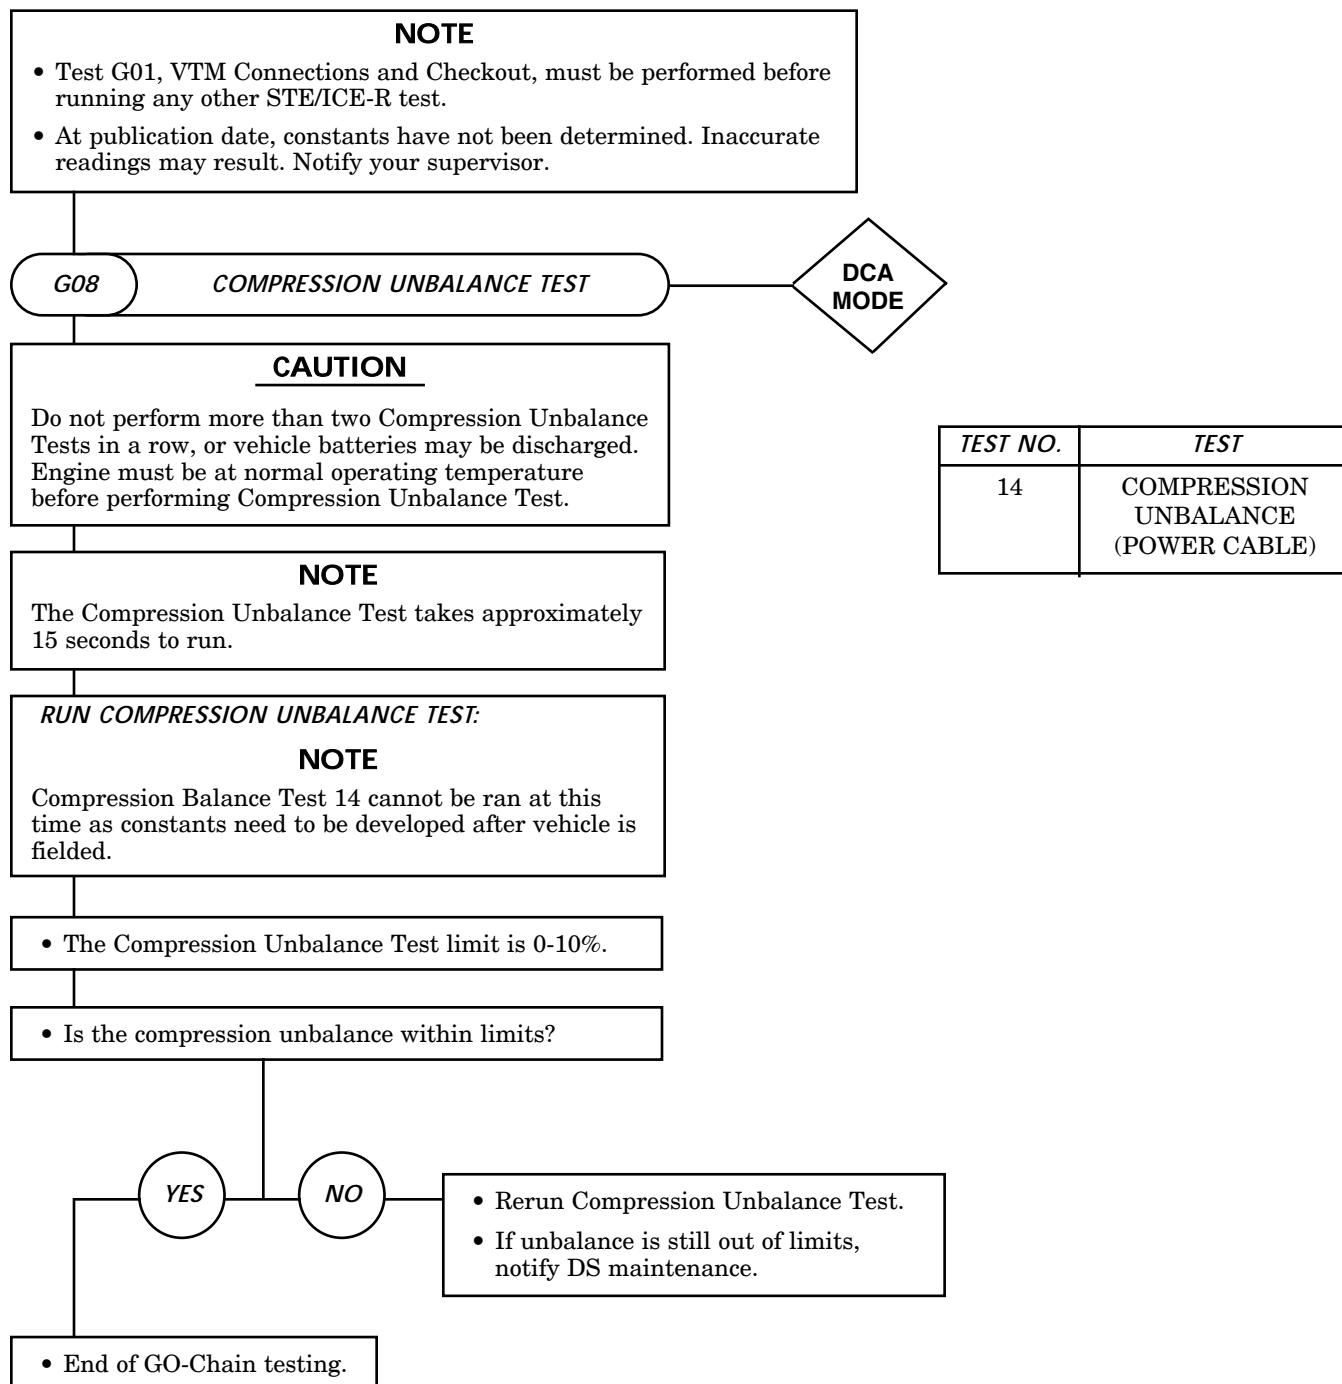 NOTE
• Test G01, VTM Connections and Checkout, must be performed before
running any other STE/ICE-R test.
• At publication date, constants have not been determined. Inaccurate
readings may result. Notify your supervisor.
G08
COMPRESSION UNBALANCE TEST
DCA
MODE
CAUTION
Do not perform more than two Compression Unbalance
Tests in a row, or vehicle batteries may be discharged.
Engine must be at normal operating temperature
before performing Compression Unbalance Test.
TEST NO.
TEST
14
COMPRESSION
UNBALANCE
(POWER CABLE)
NOTE
The Compression Unbalance Test takes approximately
15 seconds to run.
RUN COMPRESSION UNBALANCE TEST:
NOTE
Compression Balance Test 14 cannot be ran at this
time as constants need to be developed after vehicle is
fielded.
• The Compression Unbalance Test limit is 0-10%.
• Is the compression unbalance within limits?
YES
NO
• Rerun Compression Unbalance Test.
• If unbalance is still out of limits,
notify DS maintenance.
• End of GO-Chain testing.